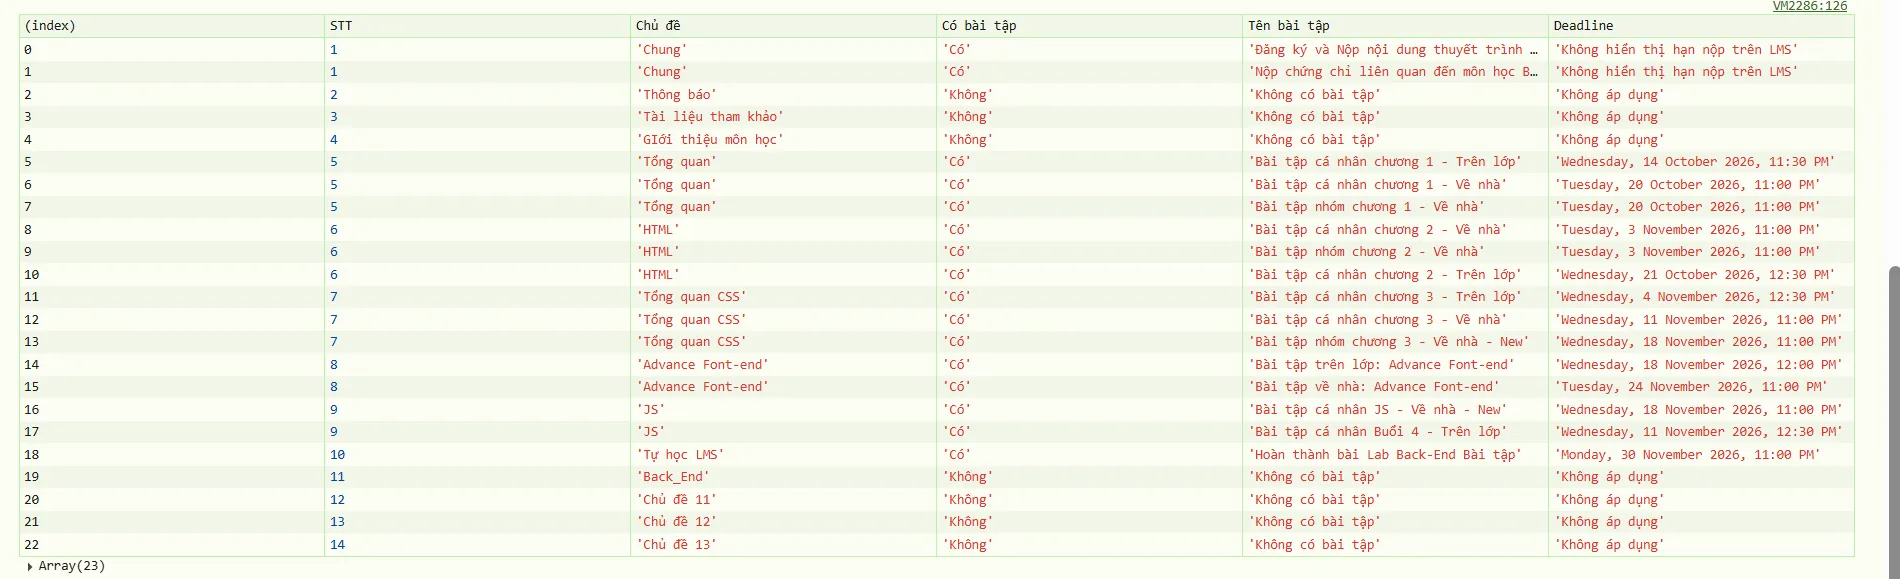 VM2286:126
(index) STT Chủ đề Có bài tập Tên bài tập Deadline
0 1 'Chung' 'Có' 'Đăng ký và Nộp nội dung thuyết trình … 'Không hiển thị hạn nộp trên LMS'
1 1 'Chung' 'Có' 'Nộp chứng chỉ liên quan đến môn học B… 'Không hiển thị hạn nộp trên LMS'
2 2 'Thông báo' 'Không' 'Không có bài tập' 'Không áp dụng'
3 3 'Tài liệu tham khảo' 'Không' 'Không có bài tập' 'Không áp dụng'
4 4 'GIới thiệu môn học' 'Không' 'Không có bài tập' 'Không áp dụng'
5 5 'Tổng quan' 'Có' 'Bài tập cá nhân chương 1 - Trên lớp' 'Wednesday, 14 October 2026, 11:30 PM'
6 5 'Tổng quan' 'Có' 'Bài tập cá nhân chương 1 - Về nhà' 'Tuesday, 20 October 2026, 11:00 PM'
7 5 'Tổng quan' 'Có' 'Bài tập nhóm chương 1 - Về nhà' 'Tuesday, 20 October 2026, 11:00 PM'
8 6 'HTML' 'Có' 'Bài tập cá nhân chương 2 - Về nhà' 'Tuesday, 3 November 2026, 11:00 PM'
9 6 'HTML' 'Có' 'Bài tập nhóm chương 2 - Về nhà' 'Tuesday, 3 November 2026, 11:00 PM'
10 6 'HTML' 'Có' 'Bài tập cá nhân chương 2 - Trên lớp' 'Wednesday, 21 October 2026, 12:30 PM'
11 7 'Tổng quan CSS' 'Có' 'Bài tập cá nhân chương 3 - Trên lớp' 'Wednesday, 4 November 2026, 12:30 PM'
12 7 'Tổng quan CSS' 'Có' 'Bài tập cá nhân chương 3 - Về nhà' 'Wednesday, 11 November 2026, 11:00 PM'
13 7 'Tổng quan CSS' 'Có' 'Bài tập nhóm chương 3 - Về nhà - New' 'Wednesday, 18 November 2026, 11:00 PM'
14 8 'Advance Font-end' 'Có' 'Bài tập trên lớp: Advance Font-end' 'Wednesday, 18 November 2026, 12:00 PM'
15 8 'Advance Font-end' 'Có' 'Bài tập về nhà: Advance Font-end' 'Tuesday, 24 November 2026, 11:00 PM'
16 9 'JS' 'Có' 'Bài tập cá nhân JS - Về nhà - New' 'Wednesday, 18 November 2026, 11:00 PM'
17 9 'JS' 'Có' 'Bài tập cá nhân Buổi 4 - Trên lớp' 'Wednesday, 11 November 2026, 12:30 PM'
18 10 'Tự học LMS' 'Có' 'Hoàn thành bài Lab Back-End Bài tập' 'Monday, 30 November 2026, 11:00 PM'
19 11 'Back_End' 'Không' 'Không có bài tập' 'Không áp dụng'
20 12 'Chủ đề 11' 'Không' 'Không có bài tập' 'Không áp dụng'
21 13 'Chủ đề 12' 'Không' 'Không có bài tập' 'Không áp dụng'
22 14 'Chủ đề 13' 'Không' 'Không có bài tập' 'Không áp dụng'
Array(23)